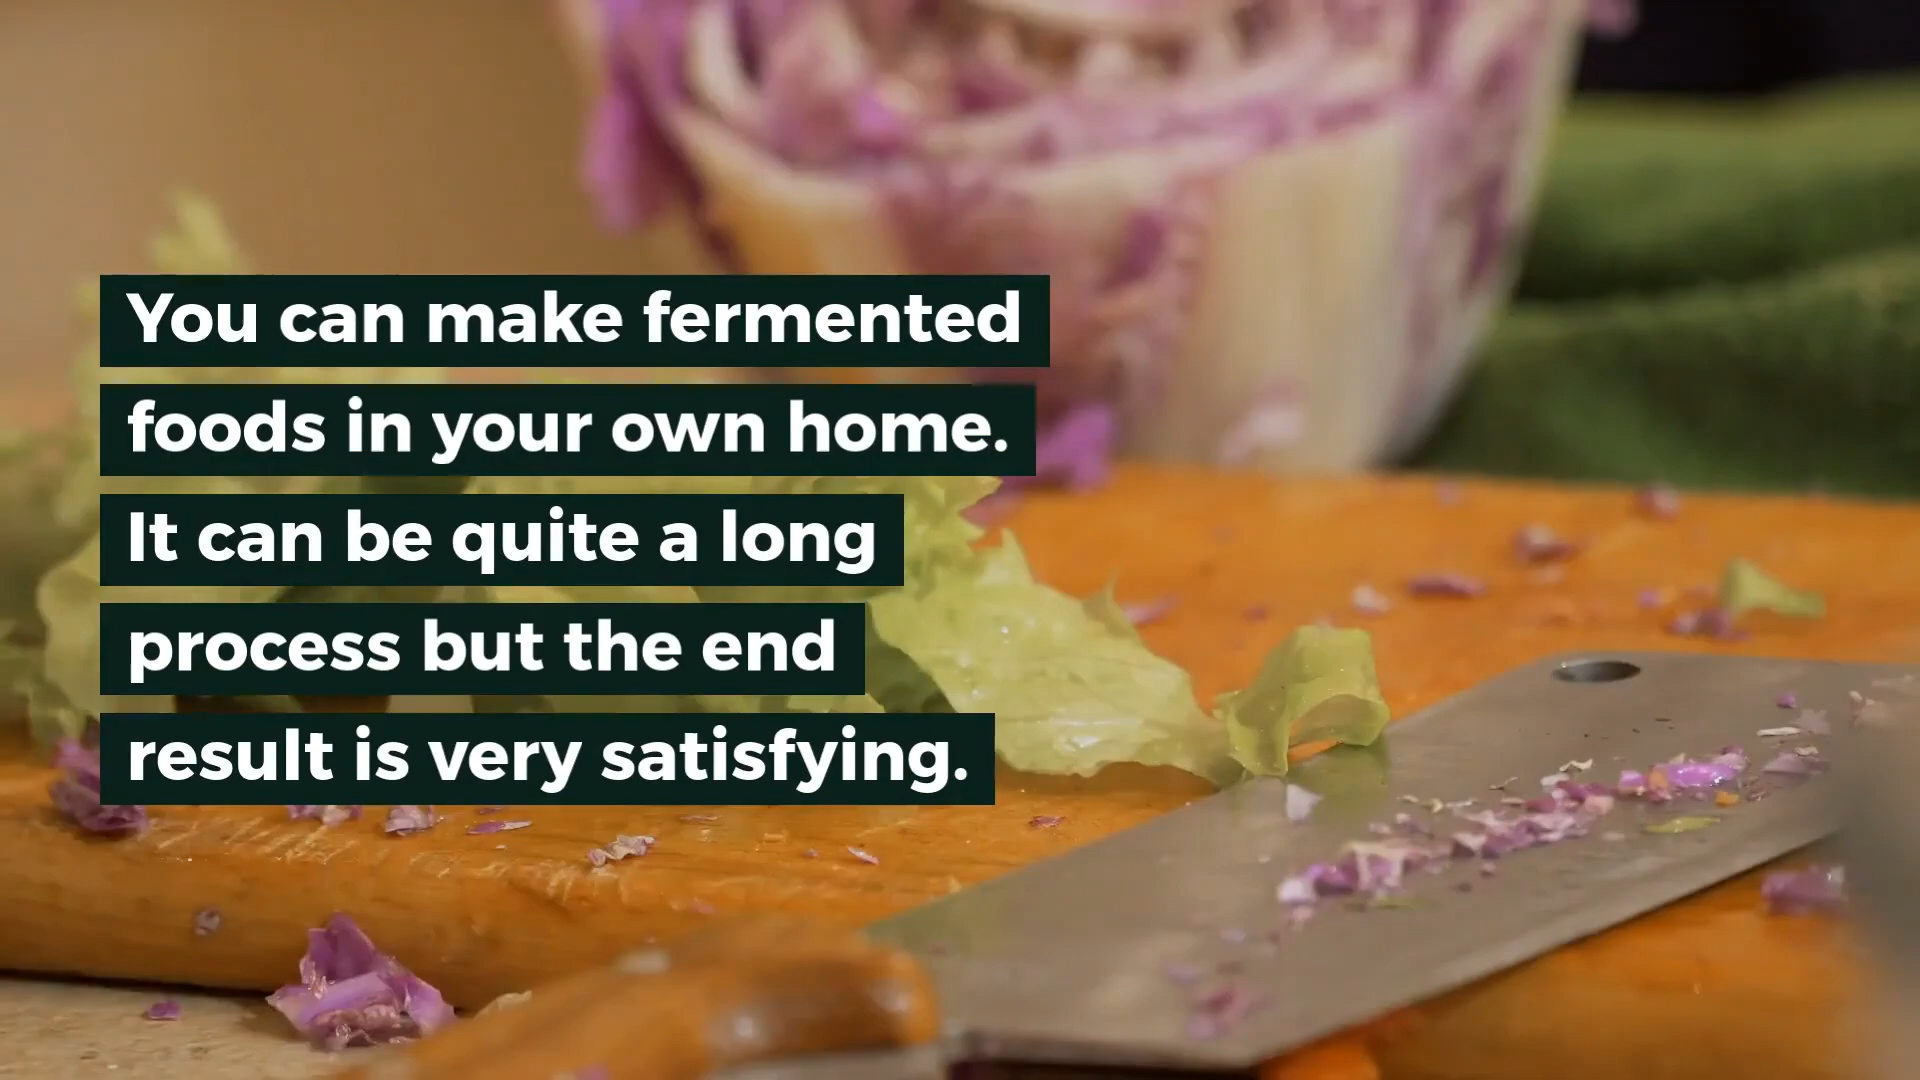 You can make fermented
foods in your own home.
It can be quite a long
process but the end
result is very satisfying.